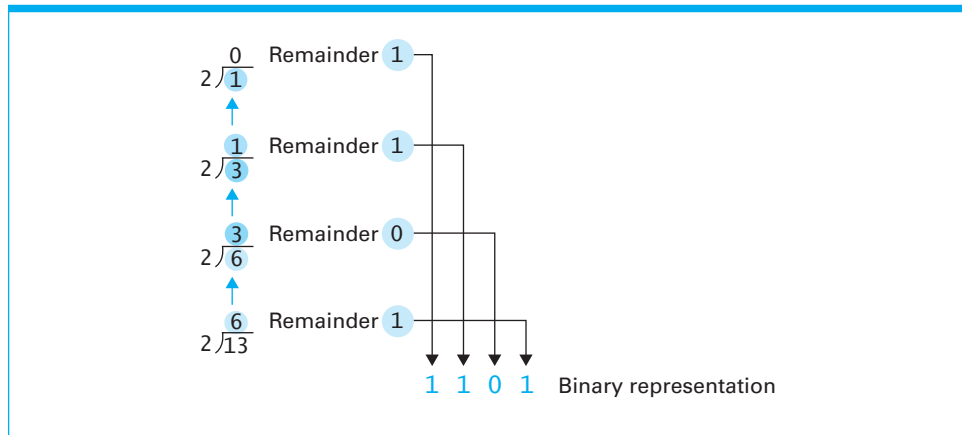 0 Remainder 1
2)1
1 Remainder 1
2)3
3 Remainder 0
2)6
6 Remainder 1
2)13
1 1 0 1 Binary representation